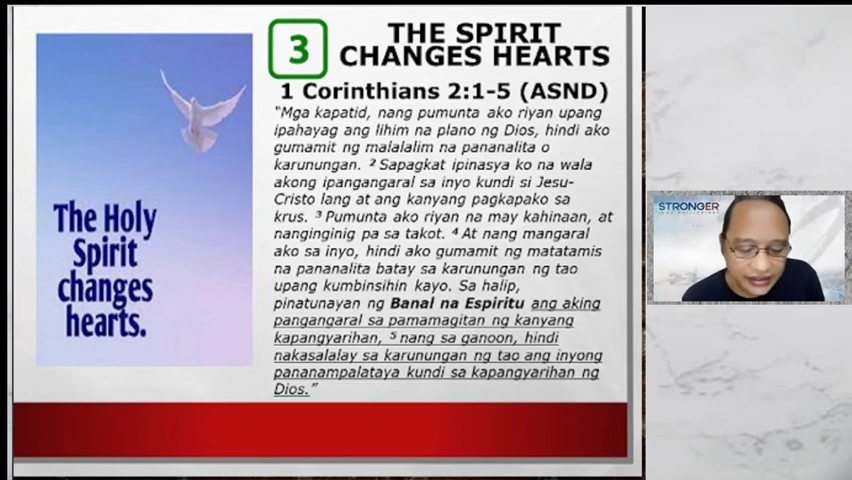 The Holy
Spirit
changes
hearts.
3
THE SPIRIT
CHANGES HEARTS
1 Corinthians 2:1-5 (ASND)
"Mga kapatid, nang pumunta ako riyan upang
ipahayag ang lihim na plano ng Dios, hindi ako
gumamit ng malalalim na pananalita o
karunungan. 2 Sapagkat ipinasya ko na wala
akong ipangangaral sa inyo kundi si Jesu-
Cristo lang at ang kanyang pagkapako sa
krus. 3 Pumunta ako riyan na may kahinaan, at
nanginginig pa sa takot. 4 At nang mangaral
ako sa inyo, hindi ako gumamit ng matatamis
na pananalita batay sa karunungan ng tao
upang kumbinsihin kayo. Sa halip,
pinatunayan ng Banal na Espiritu ang aking
pangangaral sa pamamagitan ng kanyang
kapangyarihan, 5 nang sa ganoon, hindi
nakasalalay sa karunungan ng tao ang inyong
pananampalataya kundi sa kapangyarihan ng
Dios."
STRONGER